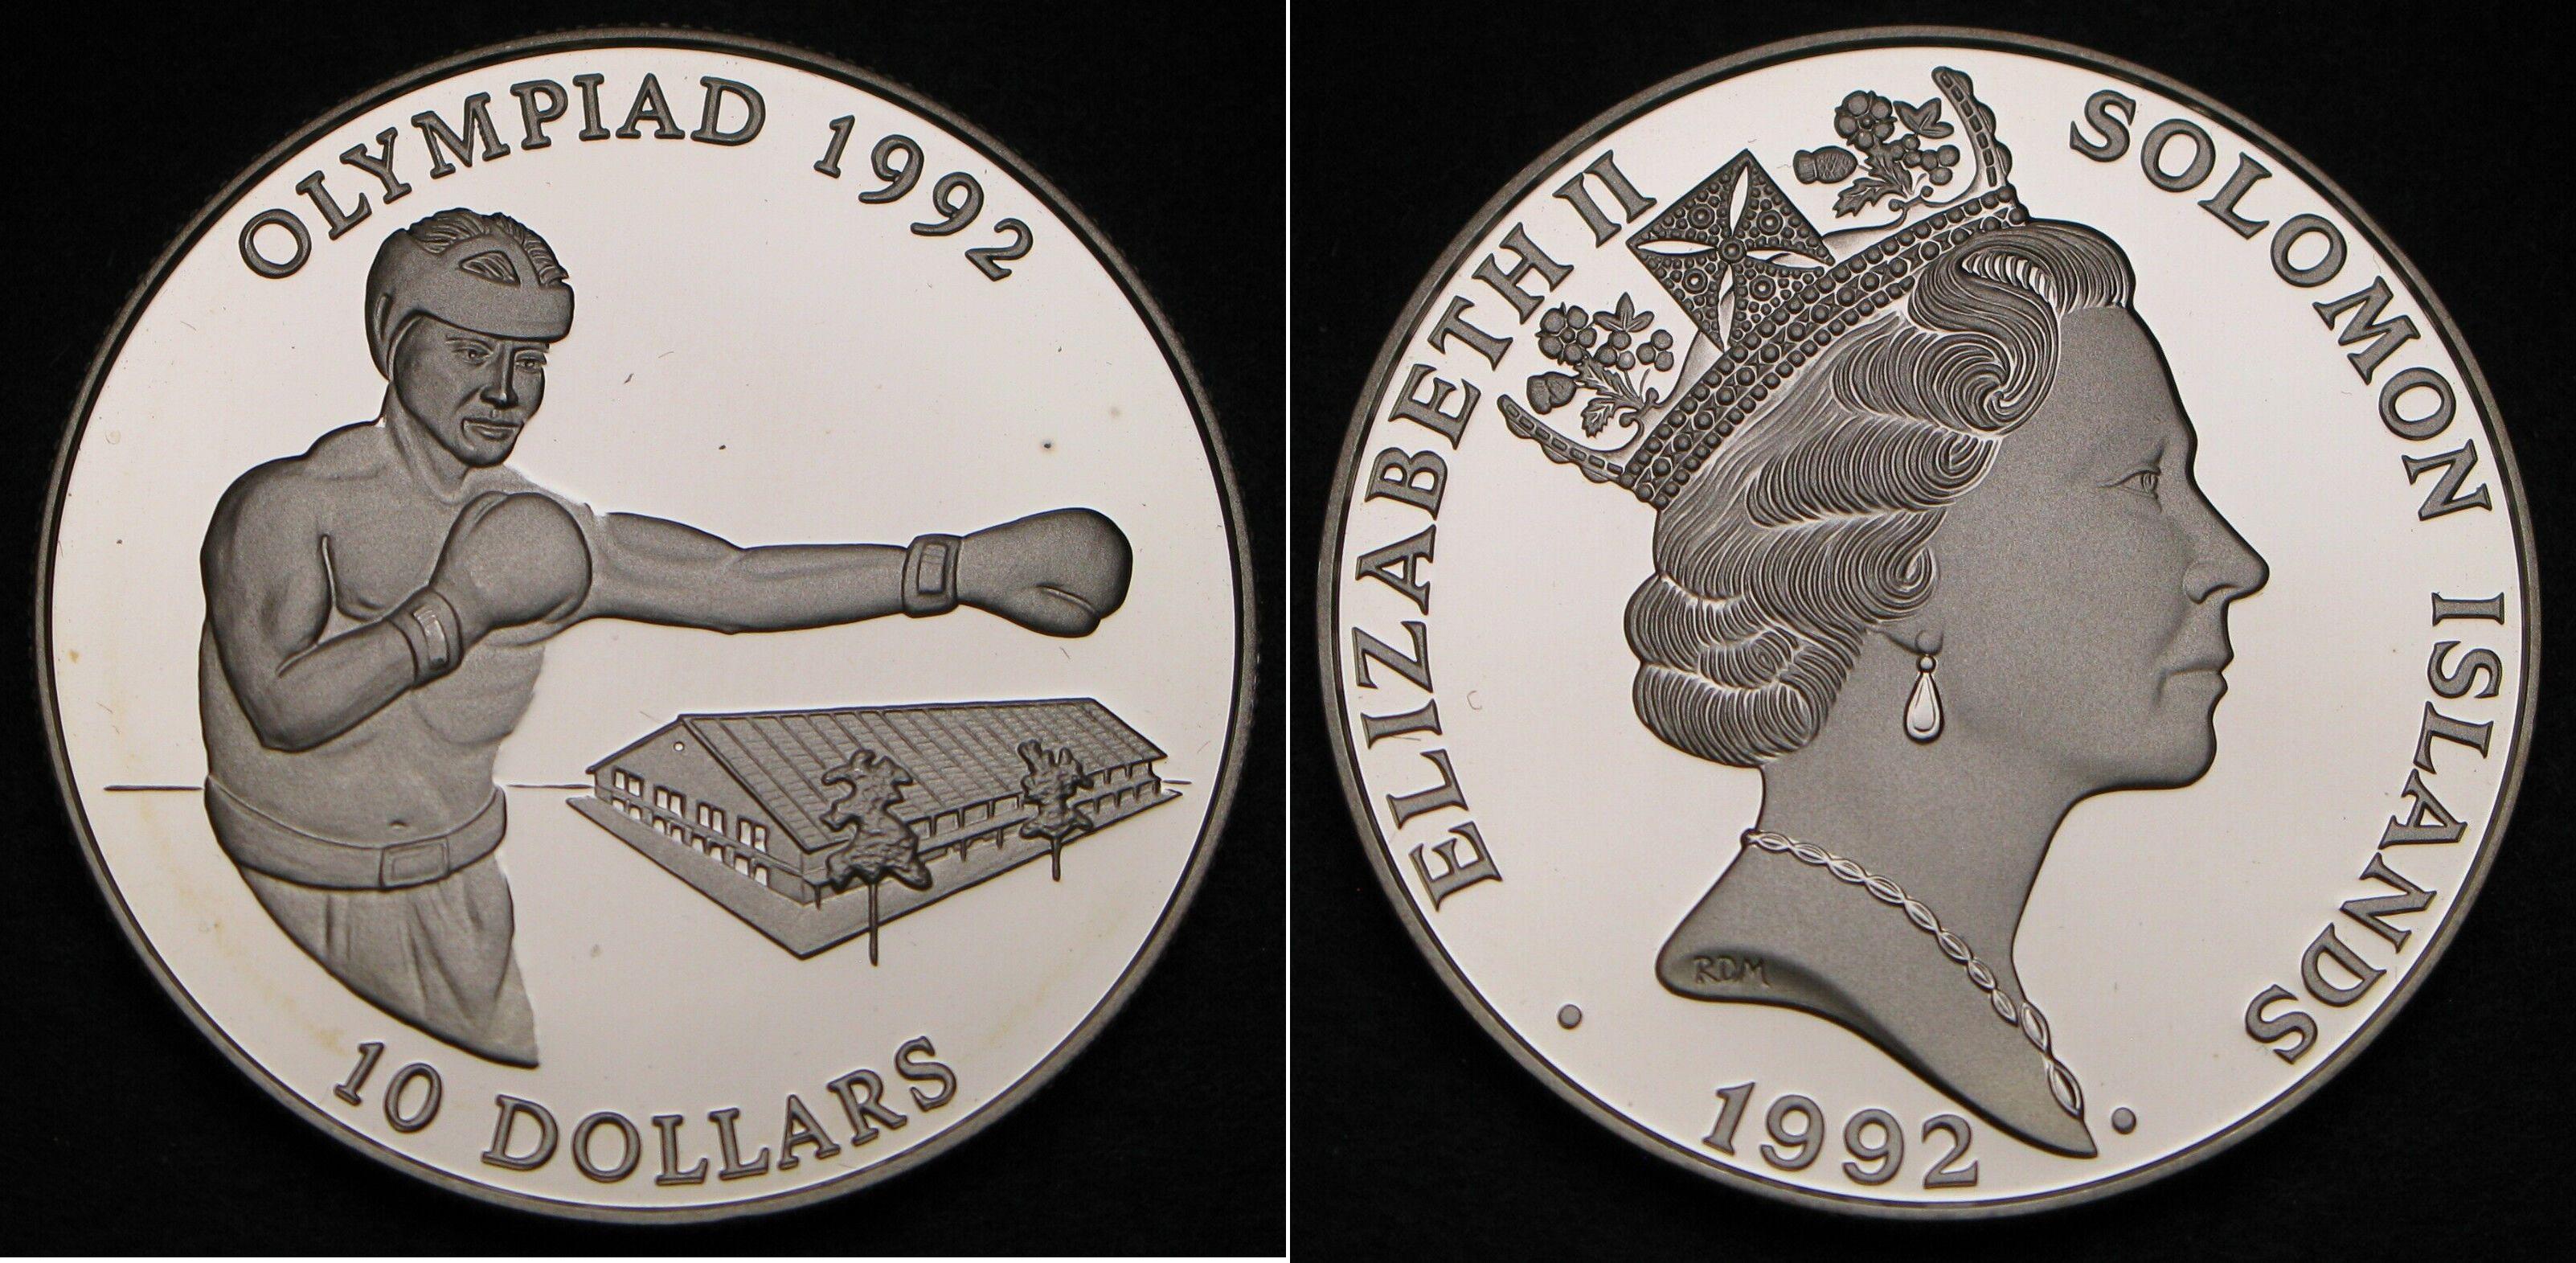 OLYMPIAD 1992
10 DOLLARS
ELIZABETH II
SOLOMON ISLANDS
RDM
1992